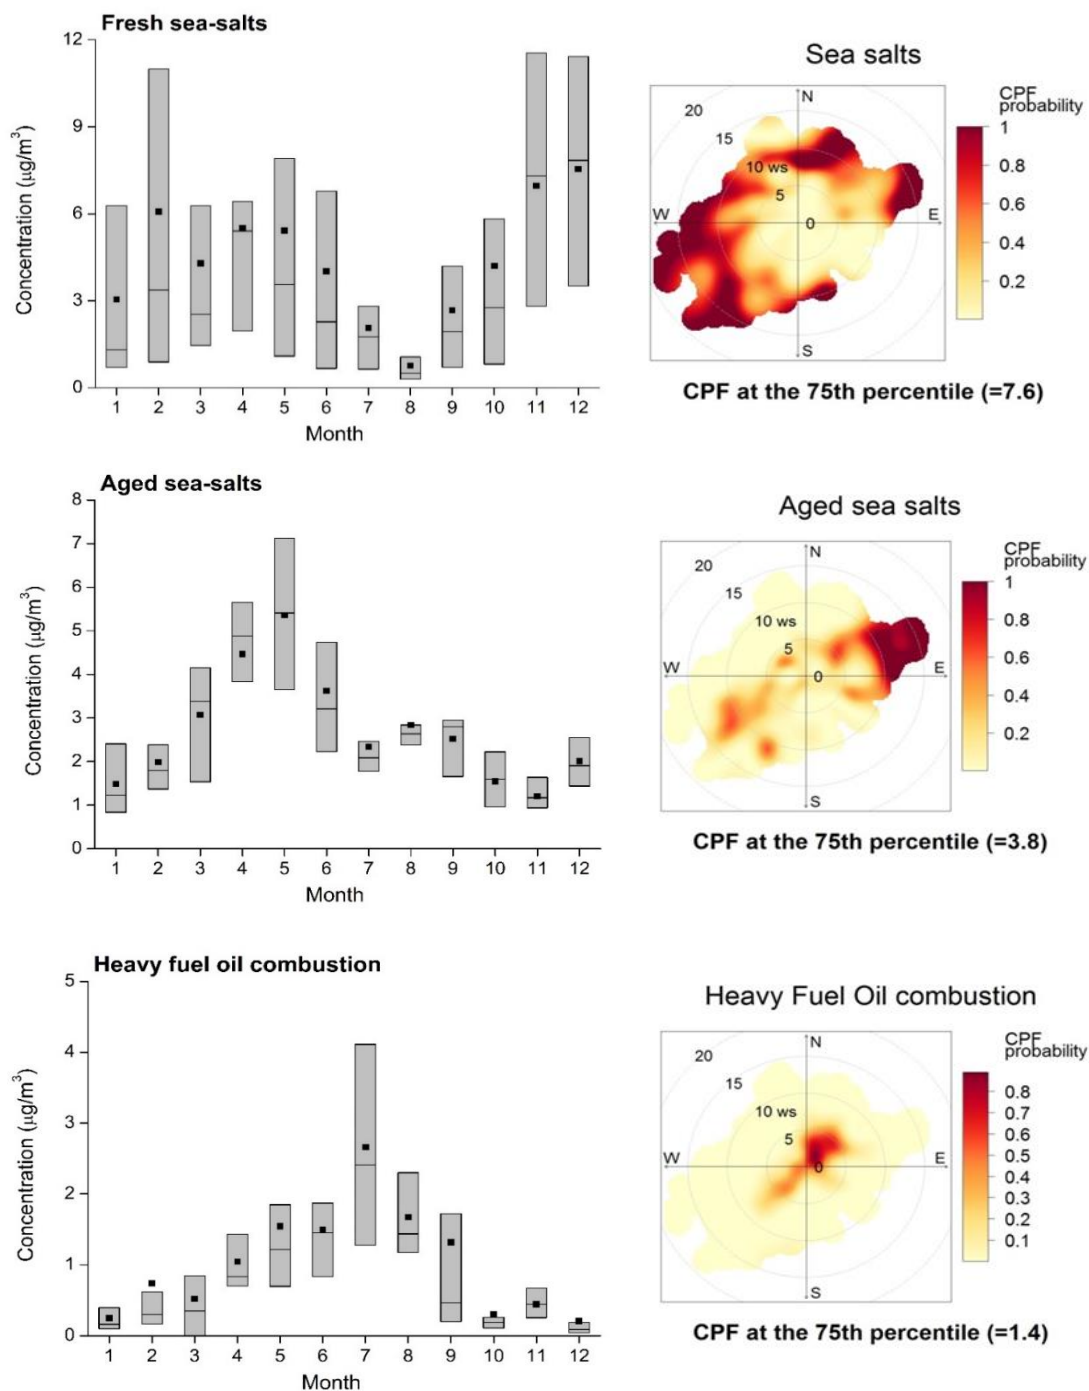 Fresh sea-salts
12
9
6
3
0
Concentration (μg/m³)
1 2 3 4 5 6 7 8 9 10 11 12
Month
Sea salts
CPF
probability
N
20
15
10 ws
5
0
W
E
S
1
0.8
0.6
0.4
0.2
CPF at the 75th percentile (=7.6)
Aged sea-salts
8
7
6
5
4
3
2
1
0
Concentration (μg/m³)
1 2 3 4 5 6 7 8 9 10 11 12
Month
Aged sea salts
CPF
probability
N
20
15
10 ws
5
0
W
E
S
1
0.8
0.6
0.4
0.2
CPF at the 75th percentile (=3.8)
Heavy fuel oil combustion
5
4
3
2
1
0
Concentration (μg/m³)
1 2 3 4 5 6 7 8 9 10 11 12
Month
Heavy Fuel Oil combustion
CPF
probability
N
20
15
10 ws
5
0
W
E
S
0.8
0.7
0.6
0.5
0.4
0.3
0.2
0.1
CPF at the 75th percentile (=1.4)